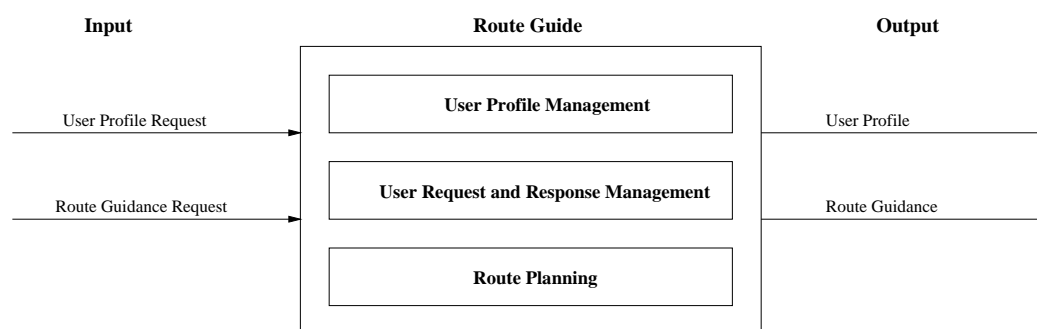 Input
Route Guide
Output
User Profile Management
User Profile Request
User Profile
User Request and Response Management
Route Guidance Request
Route Guidance
Route Planning